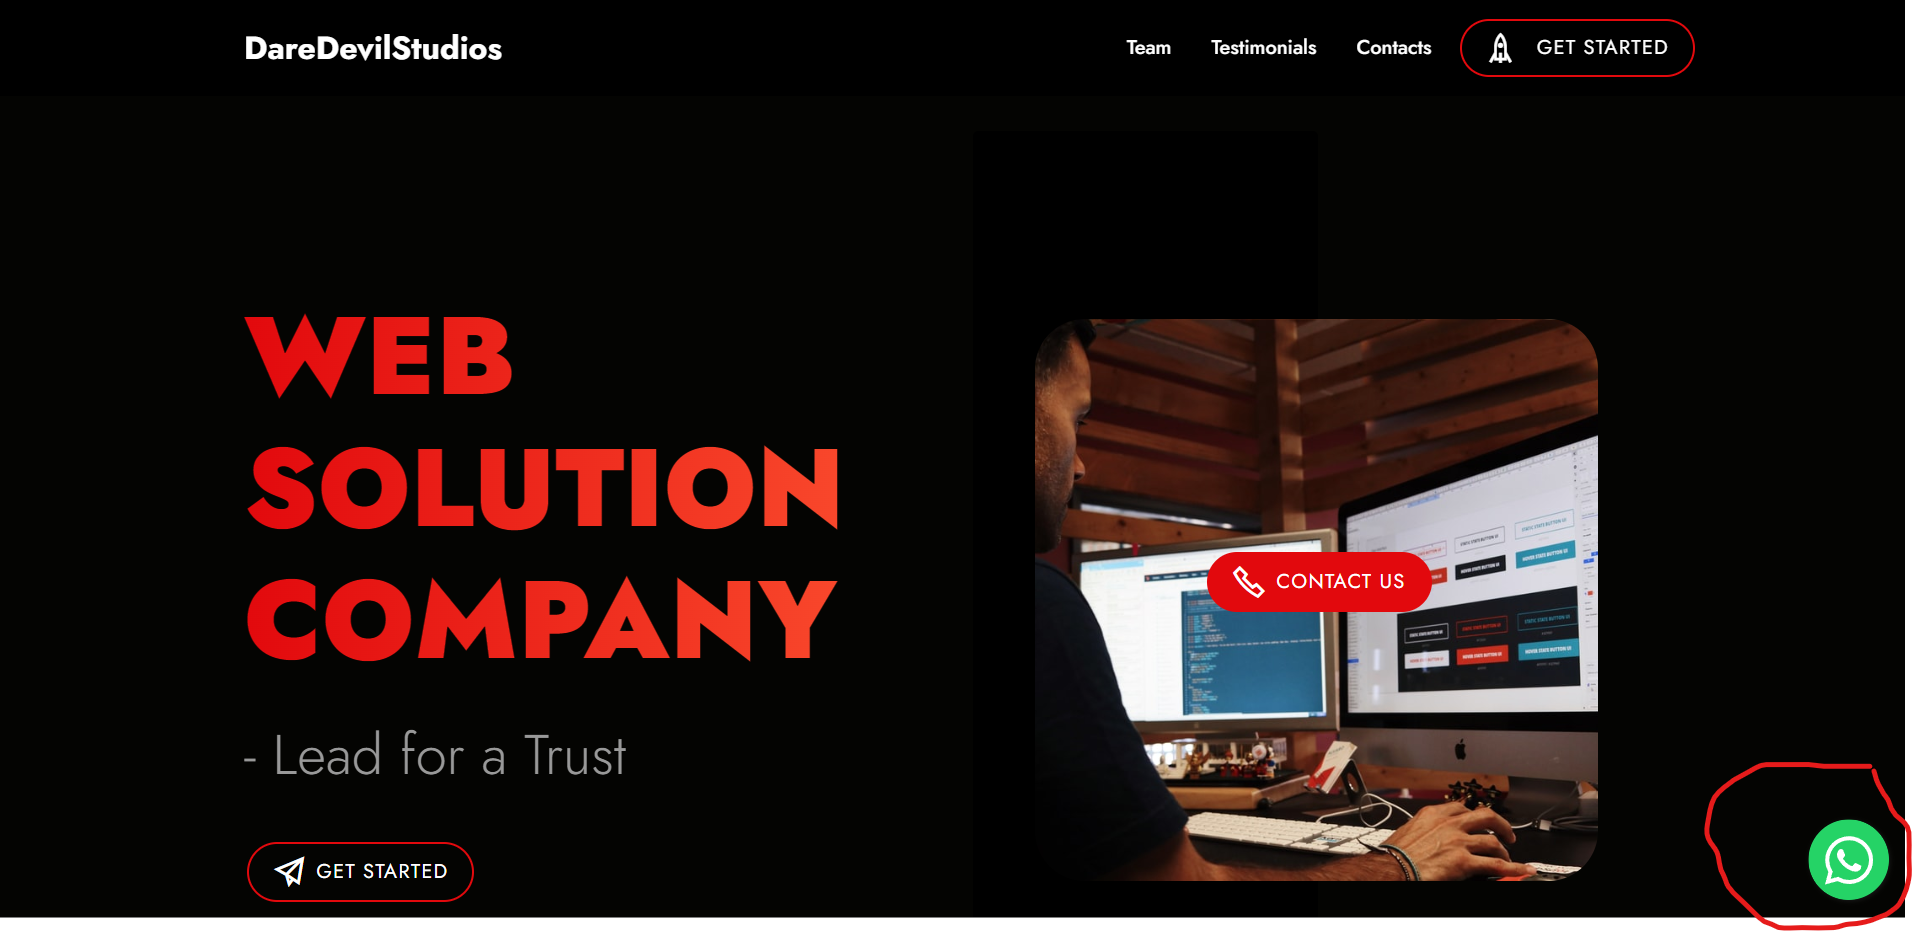 DareDevilStudios
Team Testimonials Contacts GET STARTED
WEB
SOLUTION
COMPANY
- Lead for a Trust
GET STARTED
CONTACT US